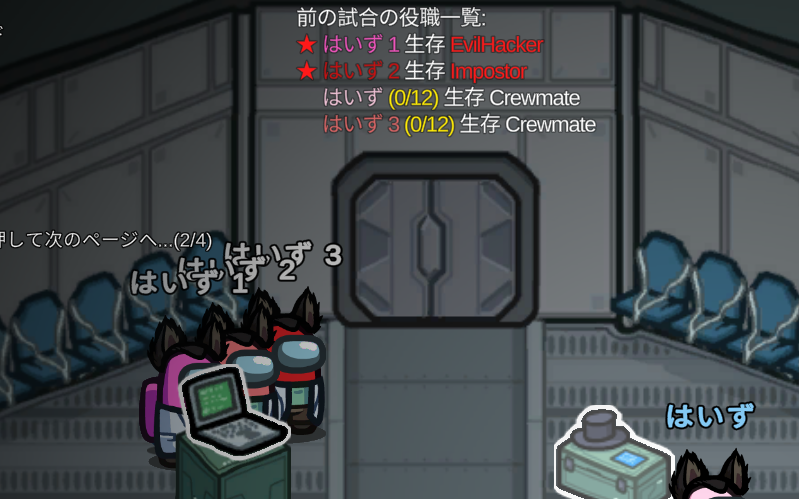 前の試合の役職一覧:
★ はいず 1 生存 EvilHacker
★ はいず 2 生存 Impostor
はいず (0/12) 生存 Crewmate
はいず 3 (0/12) 生存 Crewmate
押して次のページへ...(2/4)
はいず 3
はいず 2
はいず 1
はいず